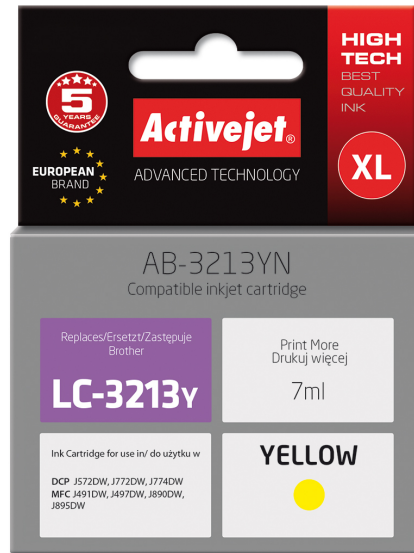 HIGH
TECH
BEST
QUALITY
INK
XL
5
YEARS
GUARANTEE
EUROPEAN
BRAND
Activejet®
ADVANCED TECHNOLOGY
AB-3213YN
Compatible inkjet cartridge
Replaces/Ersetzt/Zastępuje
Brother
LC-3213Y
Print More
Drukuj więcej
7ml
Ink Cartridge for use in/ do użytku w
DCP J572DW, J772DW, J774DW
MFC J491DW, J497DW, J890DW,
J895DW
YELLOW